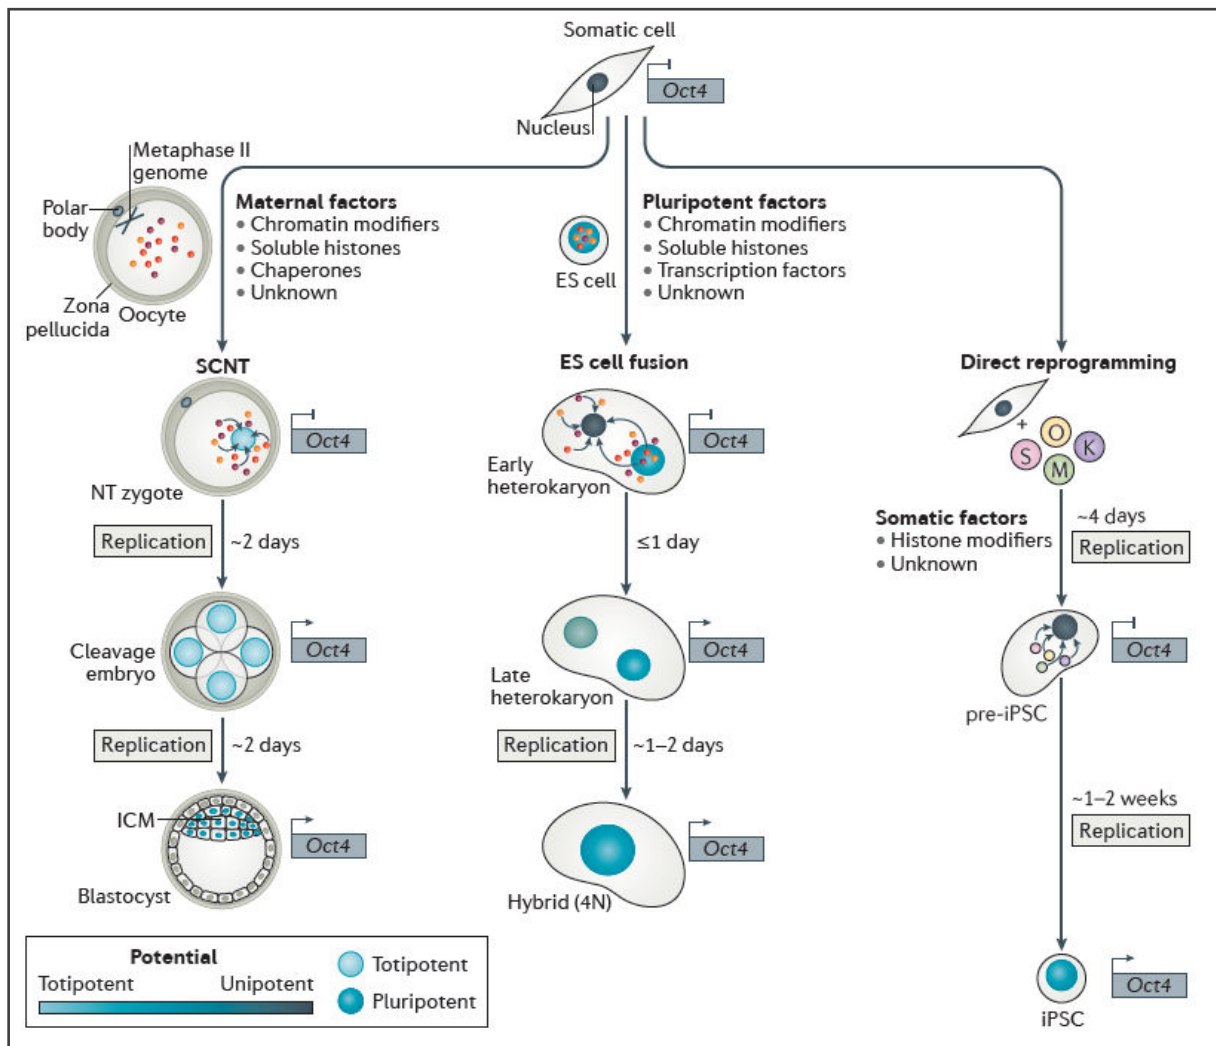 Somatic cell
Oct4
Nucleus
Metaphase II
genome
Polar
body
Zona
pellucida
Oocyte
Maternal factors
• Chromatin modifiers
• Soluble histones
• Chaperones
• Unknown
ES cell
Pluripotent factors
• Chromatin modifiers
• Soluble histones
• Transcription factors
• Unknown
SCNT
Oct4
NT zygote
Replication
~2 days
Cleavage
embryo
Oct4
Replication
~2 days
ICM
Oct4
Blastocyst
ES cell fusion
Oct4
Early
heterokaryon
≤1 day
Oct4
Late
heterokaryon
Replication
~1–2 days
Oct4
Hybrid (4N)
Direct reprogramming
+
O
S
K
M
Somatic factors
• Histone modifiers
• Unknown
~4 days
Replication
Oct4
pre-iPSC
~1–2 weeks
Replication
Oct4
iPSC
Potential
Totipotent
Unipotent
Totipotent
Pluripotent